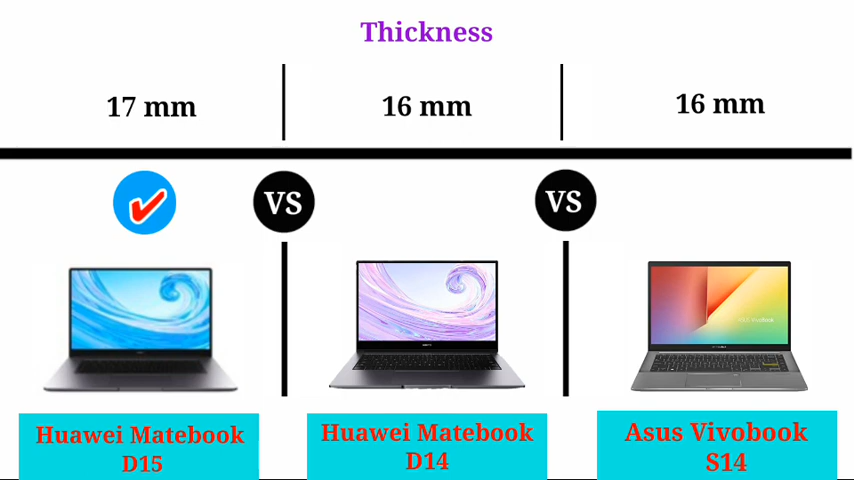 Thickness
17 mm
16 mm
16 mm
VS
VS
Huawei Matebook
D15
Huawei Matebook
D14
Asus Vivobook
S14